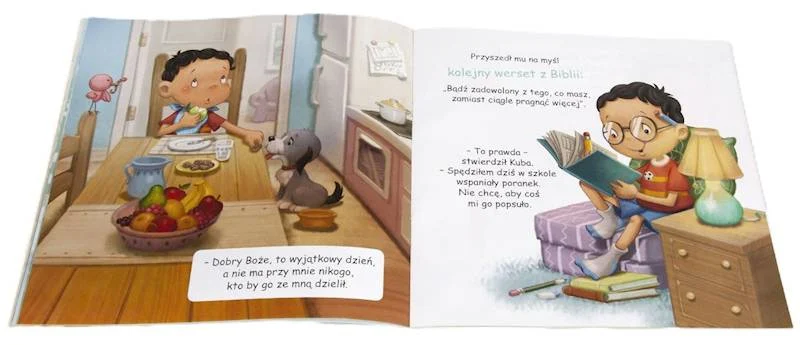 - Dobry Boże, to wyjątkowy dzień,
a nie ma przy mnie nikogo,
kto by go ze mną dzielił.
Przyszedł mu na myśl
kolejny werset z Biblii:
„Bądź zadowolony z tego, co masz,
zamiast ciągle pragnąć więcej”.
- To prawda -
stwierdził Kuba.
- Spędziłem dziś w szkole
wspaniały poranek.
Nie chcę, aby coś
mi go popsuło.